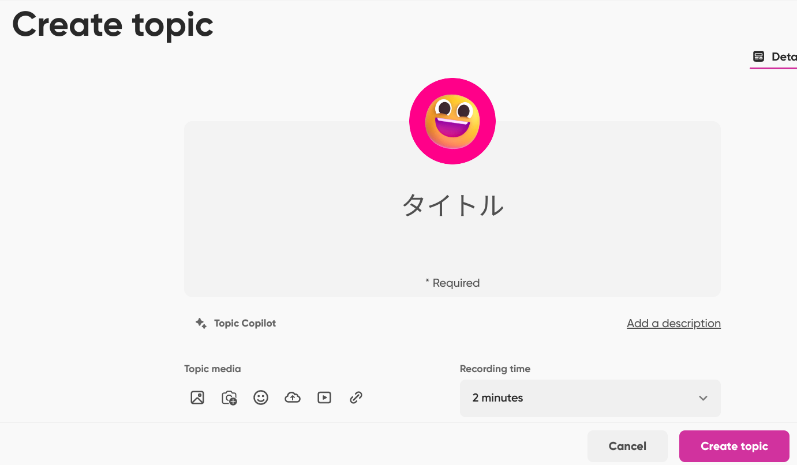 Create topic
Deta
タイトル
* Required
Topic Copilot
Add a description
Topic media
Recording time
2 minutes
Cancel
Create topic